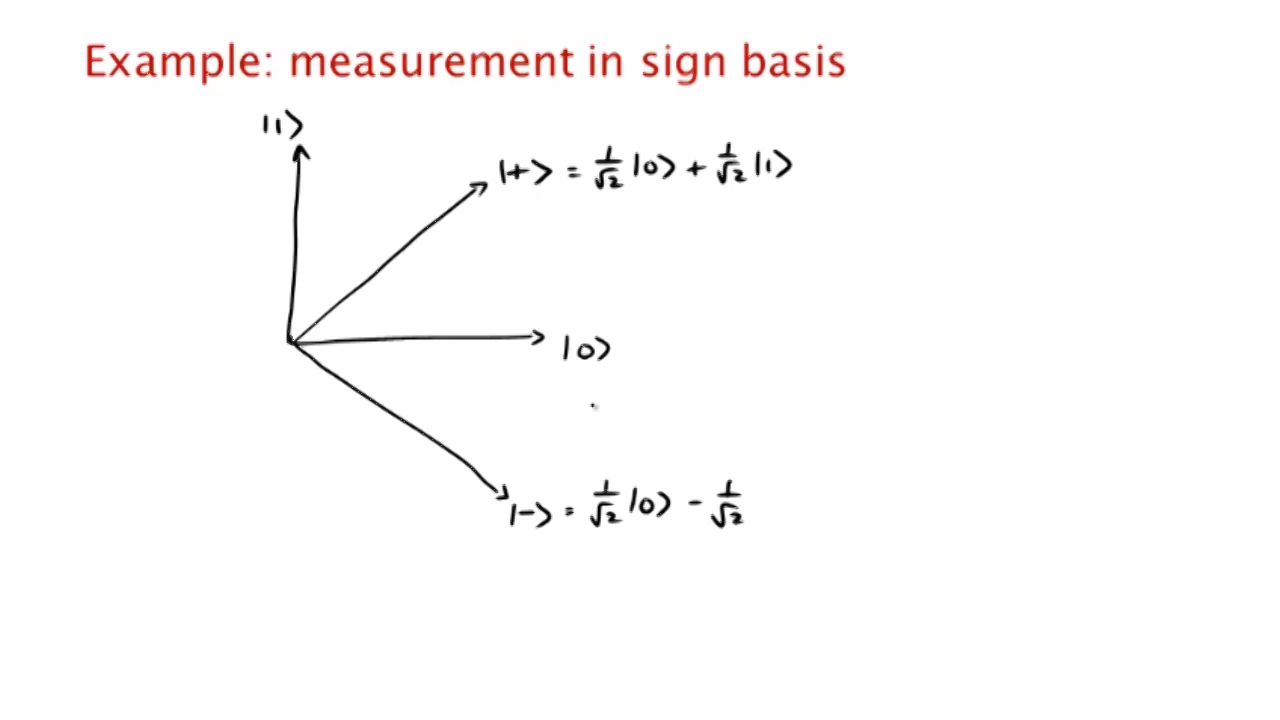 Example: measurement in sign basis
|1⟩
|+⟩ = 1/√2 |0⟩ + 1/√2 |1⟩
|0⟩
|-⟩ = 1/√2 |0⟩ - 1/√2